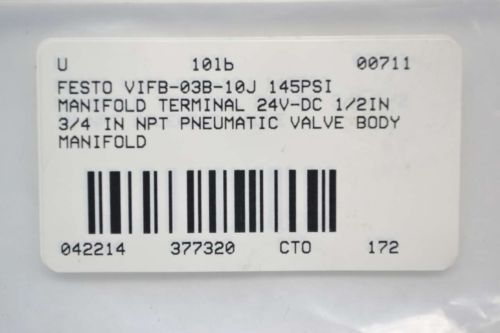 U 10lb 00711
FESTO VIFB-03B-10J 145PSI
MANIFOLD TERMINAL 24V-DC 1/2IN
3/4 IN NPT PNEUMATIC VALVE BODY
MANIFOLD
042214 377320 CTO 172